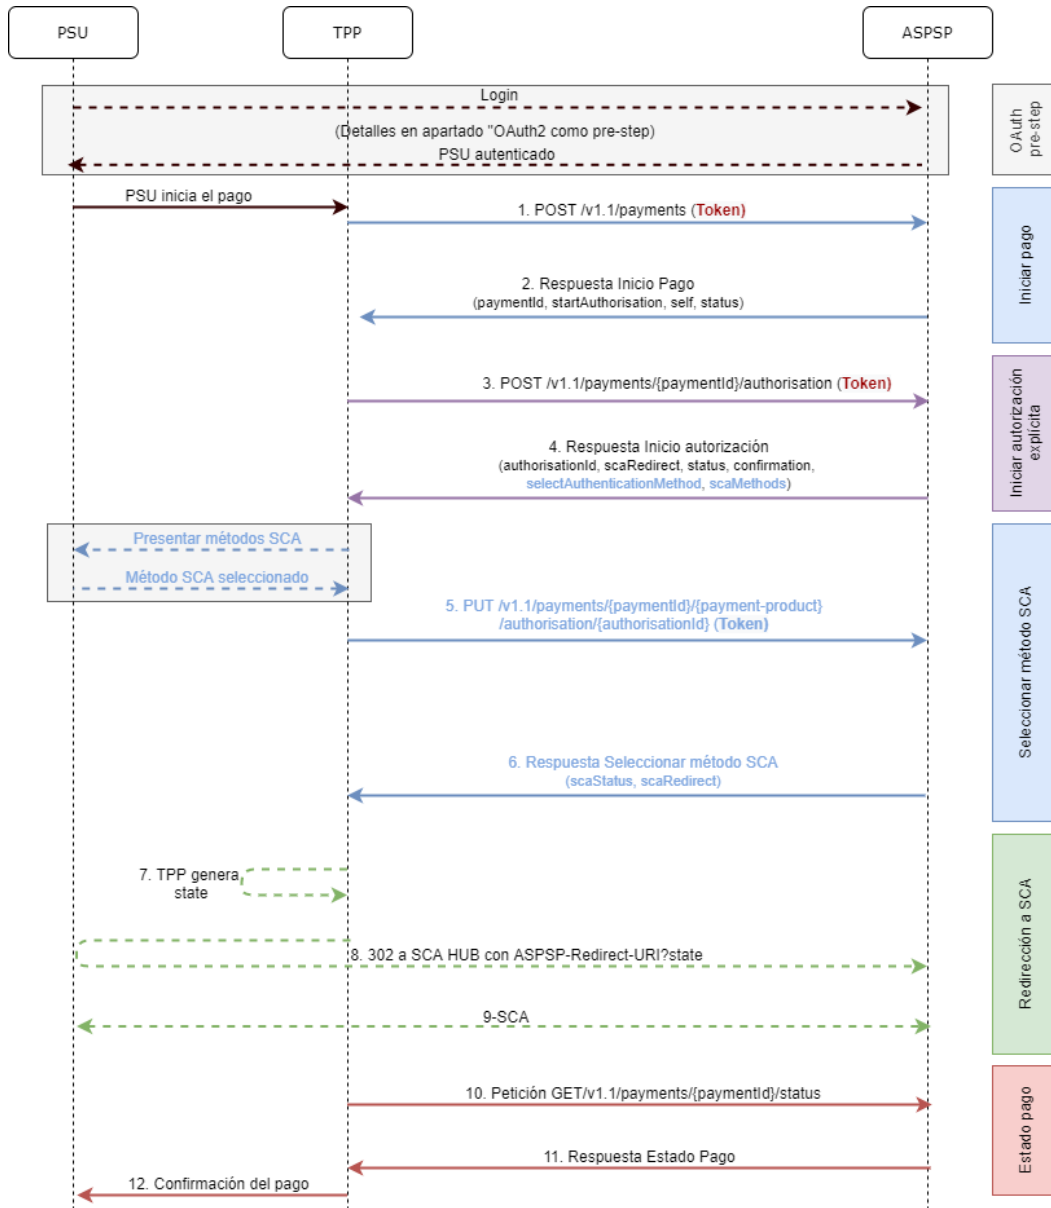 PSU
TPP
ASPSP
Login
(Detalles en apartado "OAuth2 como pre-step)
PSU autenticado
OAuth
pre-step
PSU inicia el pago
1. POST /v1.1/payments (Token)
2. Respuesta Inicio Pago
(paymentId, startAuthorisation, self, status)
Iniciar pago
3. POST /v1.1/payments/{paymentId}/authorisation (Token)
4. Respuesta Inicio autorización
(authorisationId, scaRedirect, status, confirmation,
selectAuthenticationMethod, scaMethods)
Iniciar autorización
explícita
Presentar métodos SCA
Método SCA seleccionado
5. PUT /v1.1/payments/{paymentId}/{payment-product}
/authorisation/{authorisationId} (Token)
6. Respuesta Seleccionar método SCA
(scaStatus, scaRedirect)
Seleccionar método SCA
7. TPP genera
state
8. 302 a SCA HUB con ASPSP-Redirect-URI?state
9-SCA
Redirección a SCA
10. Petición GET/v1.1/payments/{paymentId}/status
11. Respuesta Estado Pago
12. Confirmación del pago
Estado pago